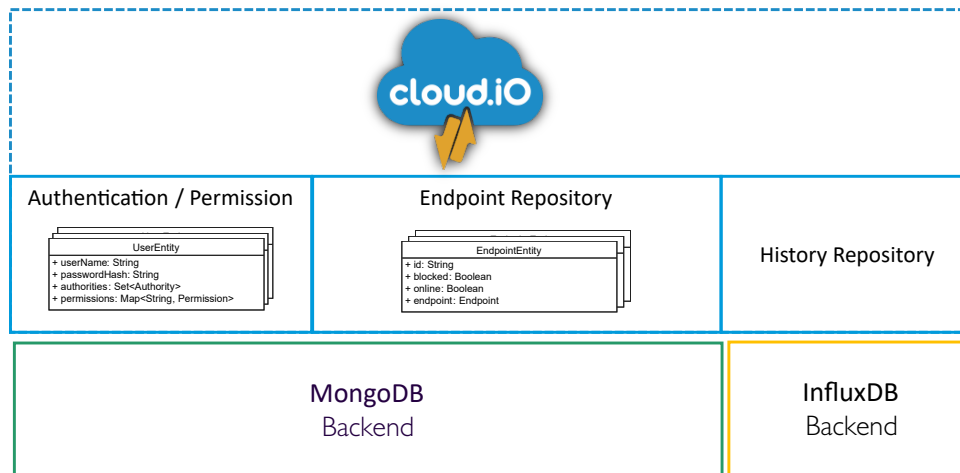 cloud.iO
Authentication / Permission
UserEntity
+ userName: String
+ passwordHash: String
+ authorities: Set<Authority>
+ permissions: Map<String, Permission>
Endpoint Repository
EndpointEntity
+ id: String
+ blocked: Boolean
+ online: Boolean
+ endpoint: Endpoint
History Repository
MongoDB
Backend
InfluxDB
Backend